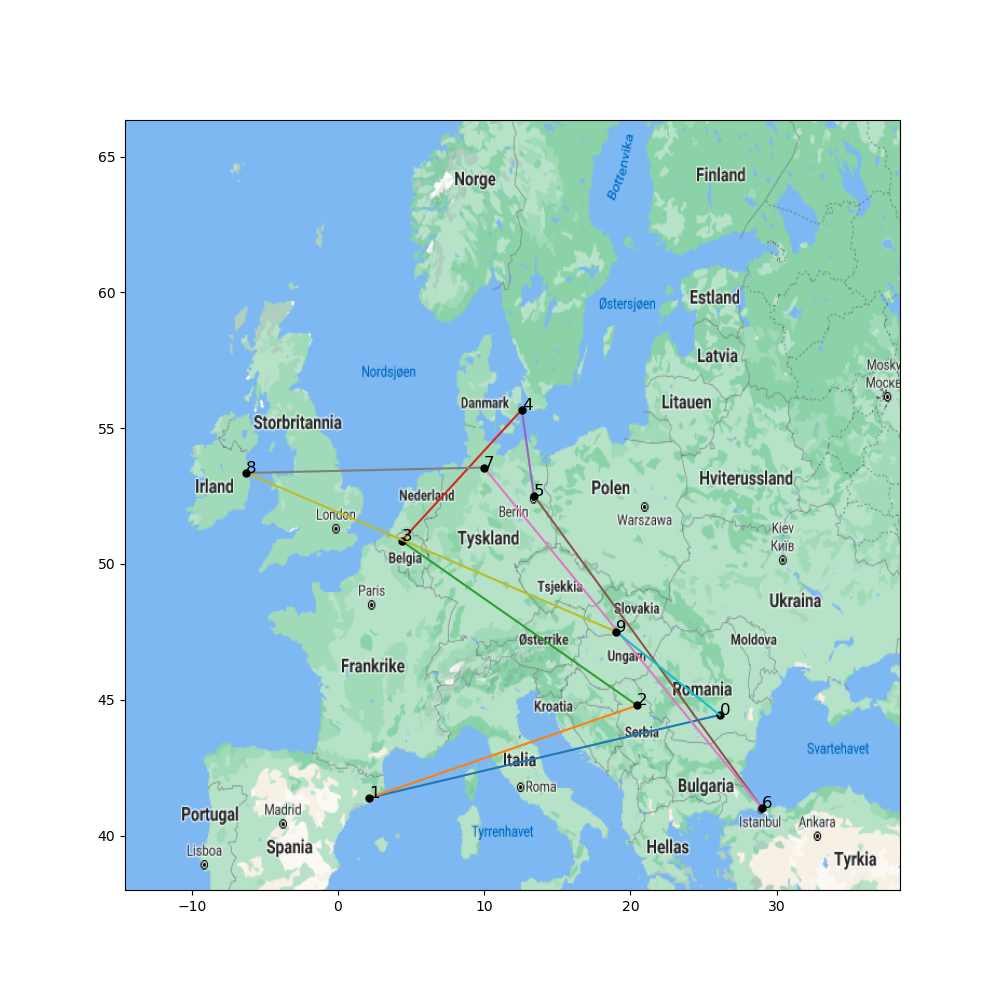 65
60
55
50
45
40
−10
0
10
20
30
Bottenvika
Norge
Finland
Østersjøen
Estland
Nordsjøen
Latvia
Danmark
4
Litauen
Storbritannia
8
7
Irland
Nederland
5
Polen
Hviterussland
London
Berlin
Warszawa
Kiev
Київ
3
Belgia
Tyskland
Paris
Tsjekkia
Slovakia
Ukraina
9
Østerrike
Ungarn
Moldova
Frankrike
Romania
2
0
Kroatia
Serbia
Svartehavet
Italia
1
Roma
Bulgaria
6
Portugal
Madrid
Istanbul
Ankara
Tyrrenhavet
Spania
Hellas
Lisboa
Tyrkia